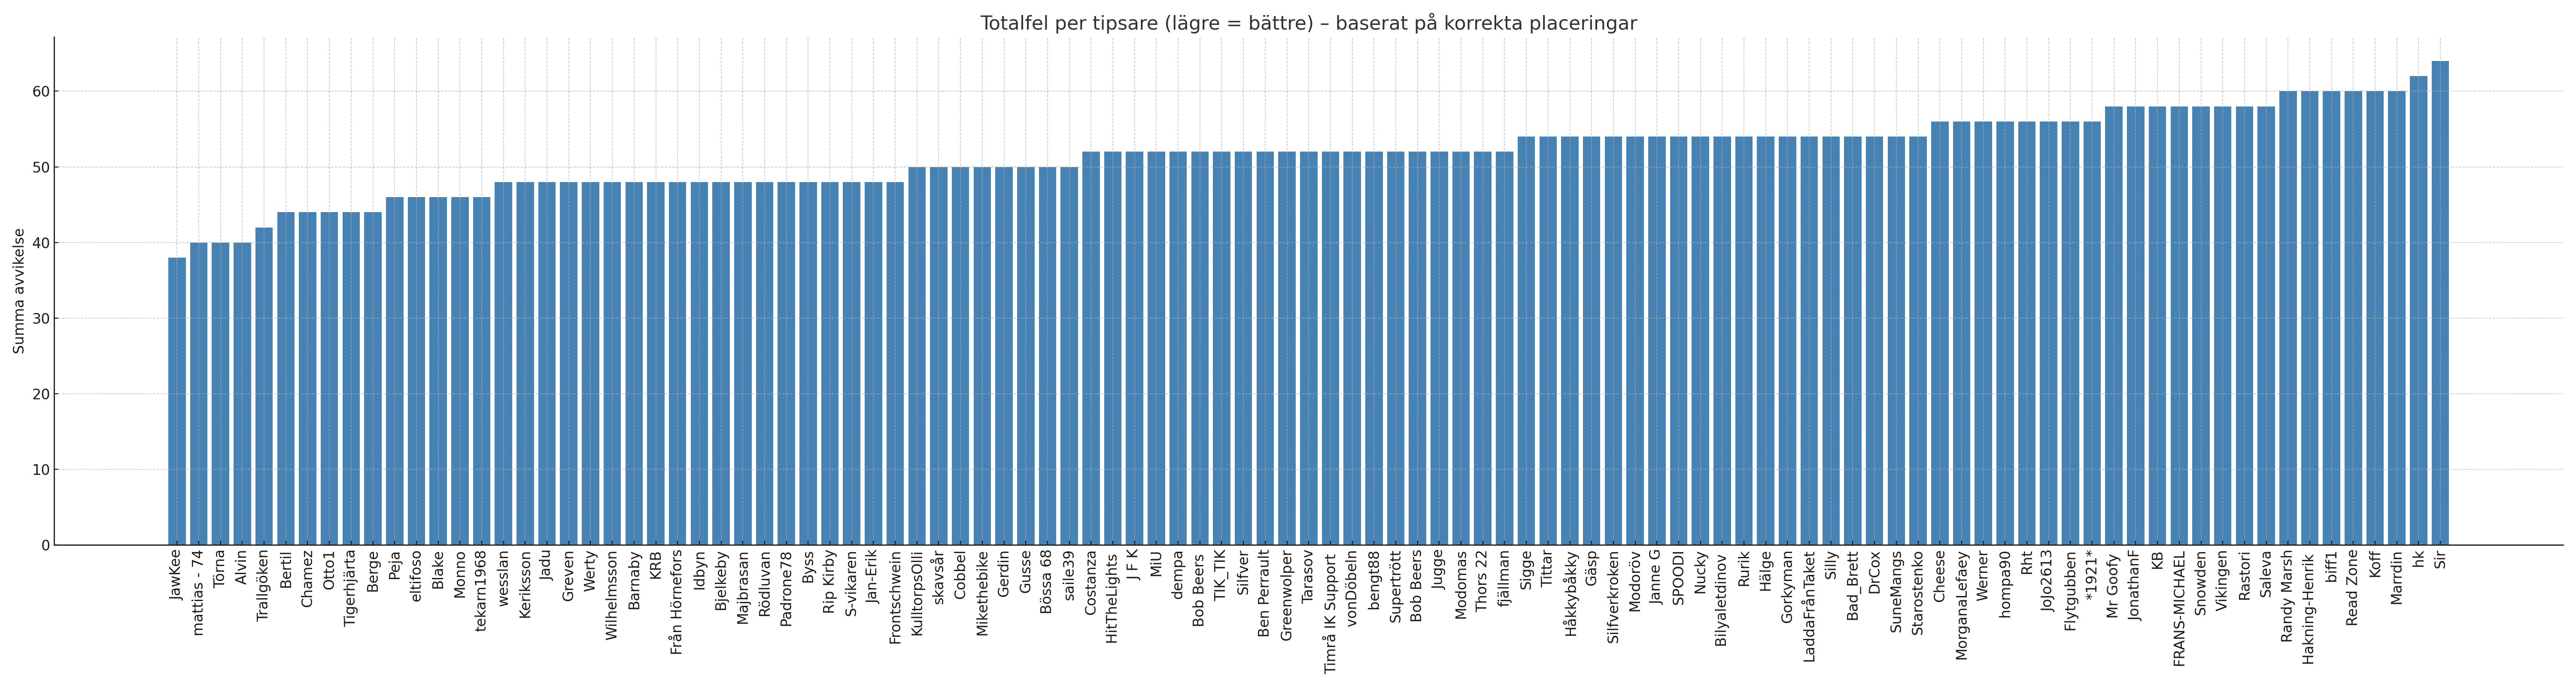 Totalfel per tipsare (lägre = bättre) – baserat på korrekta placeringar
Summa avvikelse
60
50
40
30
20
10
0
JawKee
mattias - 74
Törna
Alvin
Trallgöken
Bertil
Chamez
Otto1
Tigerhjärta
Berge
Peja
eltifoso
Blake
Monno
tekarn1968
wesslan
Keriksson
Jadu
Greven
Werty
Wilhelmsson
Barnaby
KRB
Från Hörnefors
Idbyn
Bjelkeby
Majbrasan
Rödluvan
Padrone78
Byss
Rip Kirby
S-vikaren
Jan-Erik
Frontschwein
KulltorpsOlli
skavsår
Cobbel
Mikethebike
Gerdin
Gusse
Bössa 68
saile39
Costanza
HitTheLights
J F K
MiU
dempa
Bob Beers
TIK_TIK
Silfver
Ben Perrault
Greenwolper
Tarasov
Timrå IK Support
vonDöbeln
bengt88
Supertrött
Bob Beers
Jugge
Modomas
Thors 22
fjällman
Sigge
Tittar
Håkkybåkky
Gäsp
Silfverkroken
Modoröv
Janne G
SPOODI
Nucky
Bilyaletdinov
Rurik
Hälge
Gorkyman
LaddaFrånTaket
Silly
Bad_Brett
DrCox
SuneMangs
Starostenko
Cheese
MorganaLefaey
Werner
hompa90
Rht
JoJo2613
Flytgubben
*1921*
Mr Goofy
JonathanF
KB
FRANS-MICHAEL
Snowden
Vikingen
Rastori
Saleva
Randy Marsh
Hakning-Henrik
biff1
Read Zone
Koff
Marrdin
hk
Sir